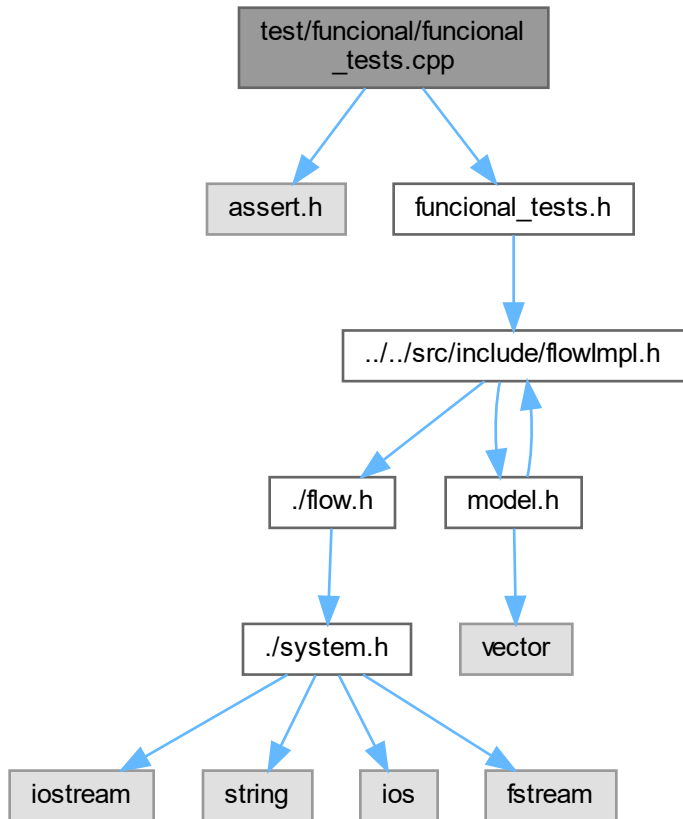 test/funcional/funcional
_tests.cpp
assert.h
funcional_tests.h
../../src/include/flowImpl.h
./flow.h
model.h
./system.h
vector
iostream
string
ios
fstream